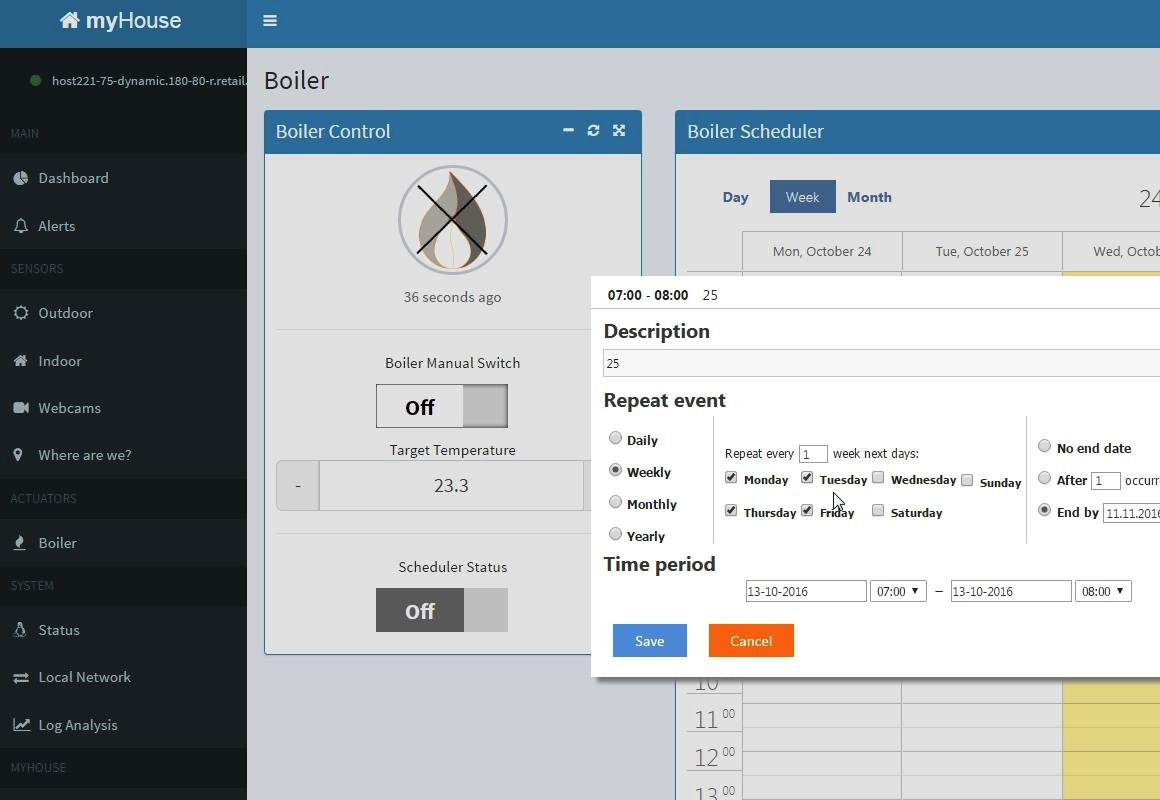 myHouse
host221-75-dynamic.180-80-r.retail.
MAIN
Dashboard
Alerts
SENSORS
Outdoor
Indoor
Webcams
Where are we?
ACTUATORS
Boiler
SYSTEM
Status
Local Network
Log Analysis
MYHOUSE
Boiler
Boiler Control
36 seconds ago
Boiler Manual Switch
Off
Target Temperature
- 23.3
Scheduler Status
Off
Boiler Scheduler
Day Week Month 24
Mon, October 24 Tue, October 25 Wed, Octob
07:00 - 08:00 25
Description
25
Repeat event
Daily
Weekly
Monthly
Yearly
Repeat every 1 week next days:
Monday Tuesday Wednesday Sunday
Thursday Friday Saturday
No end date
After 1 occurr
End by 11.11.2016
Time period
13-10-2016 07:00 – 13-10-2016 08:00
Save Cancel
10
11 00
12 00
13 00